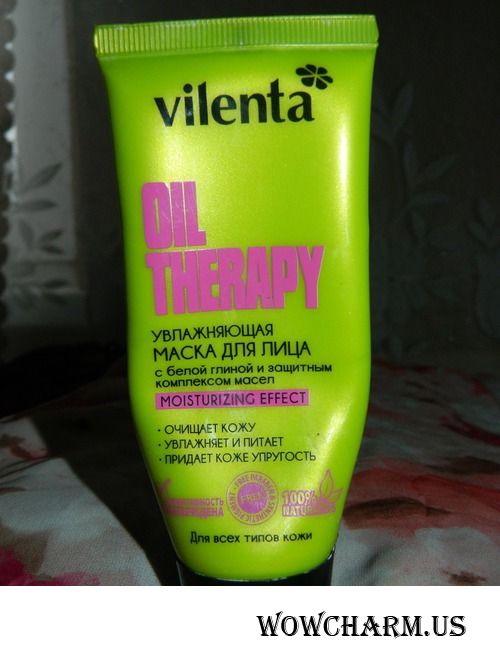 vilenta
OIL
THERAPY
УВЛАЖНЯЮЩАЯ
МАСКА ДЛЯ ЛИЦА
с белой глиной и защитным
комплексом масел
MOISTURIZING EFFECT
· ОЧИЩАЕТ КОЖУ
· УВЛАЖНЯЕТ И ПИТАЕТ
· ПРИДАЕТ КОЖЕ УПРУГОСТЬ
100%
Для всех типов кожи
WOWCHARM.US